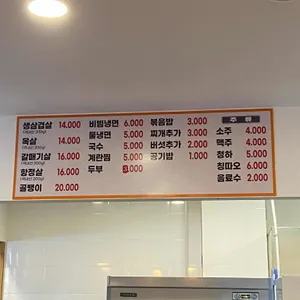 생삼겹살 14.000
목살 14.000
갈매기살 16.000
항정살 16.000
골뱅이 20.000
비빔냉면 6.000
물냉면 5.000
국수 5.000
계란찜 5.000
두부 3.000
볶음밥 3.000
찌개추가 3.000
버섯추가 2.000
공기밥 1.000
주 류
소주 4.000
맥주 4.000
청하 5.000
칭따오 6.000
음료수 2.000